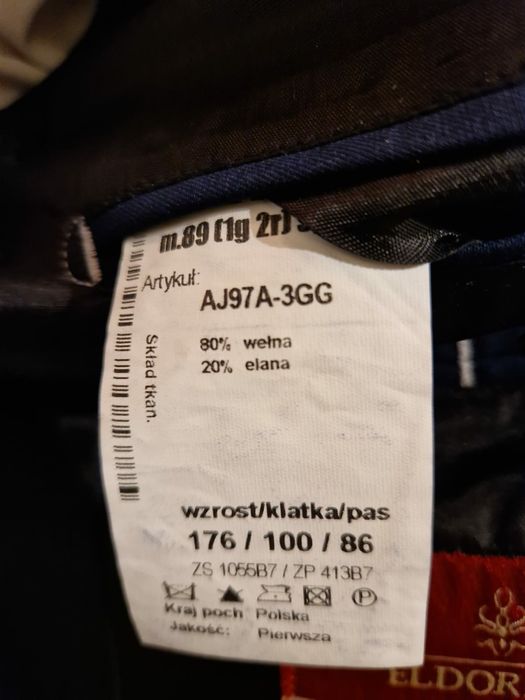 m.89 (1g 2r)
Artykuł:
AJ97A-3GG
Skład tkan.
80% wełna
20% elana
wzrost/klatka/pas
176 / 100 / 86
ZS 1055B7 / ZP 413B7
P
Kraj poch Polska
Jakość: Pierwsza
ELDOR